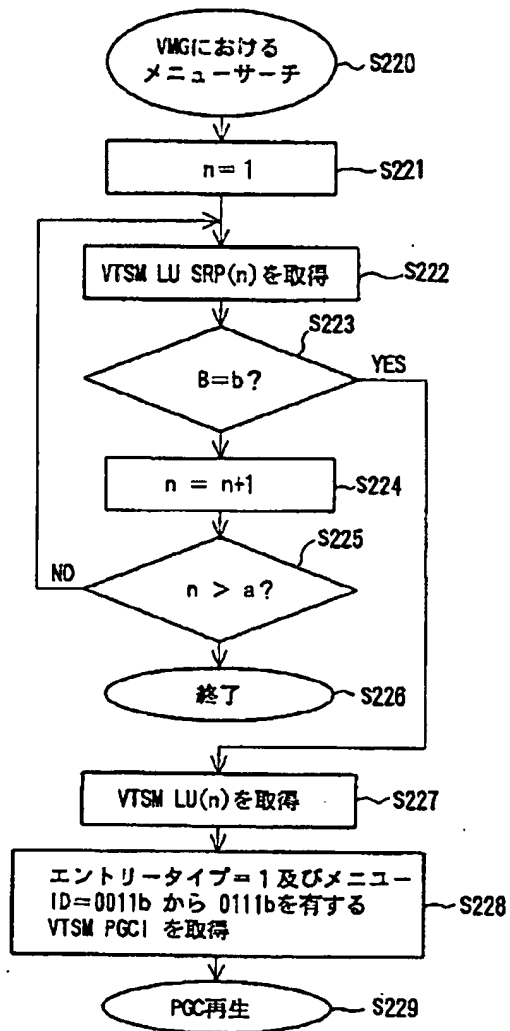 VMGにおける
メニューサーチ
S220
n=1
S221
VTSM LU SRP(n)を取得
S222
S223
B=b?
YES
n = n+1
S224
S225
NO
n > a?
終了
S226
VTSM LU(n)を取得
S227
エントリータイプ=1及びメニュー
ID=0011b から 0111bを有する
VTSM PGCI を取得
S228
PGC再生
S229